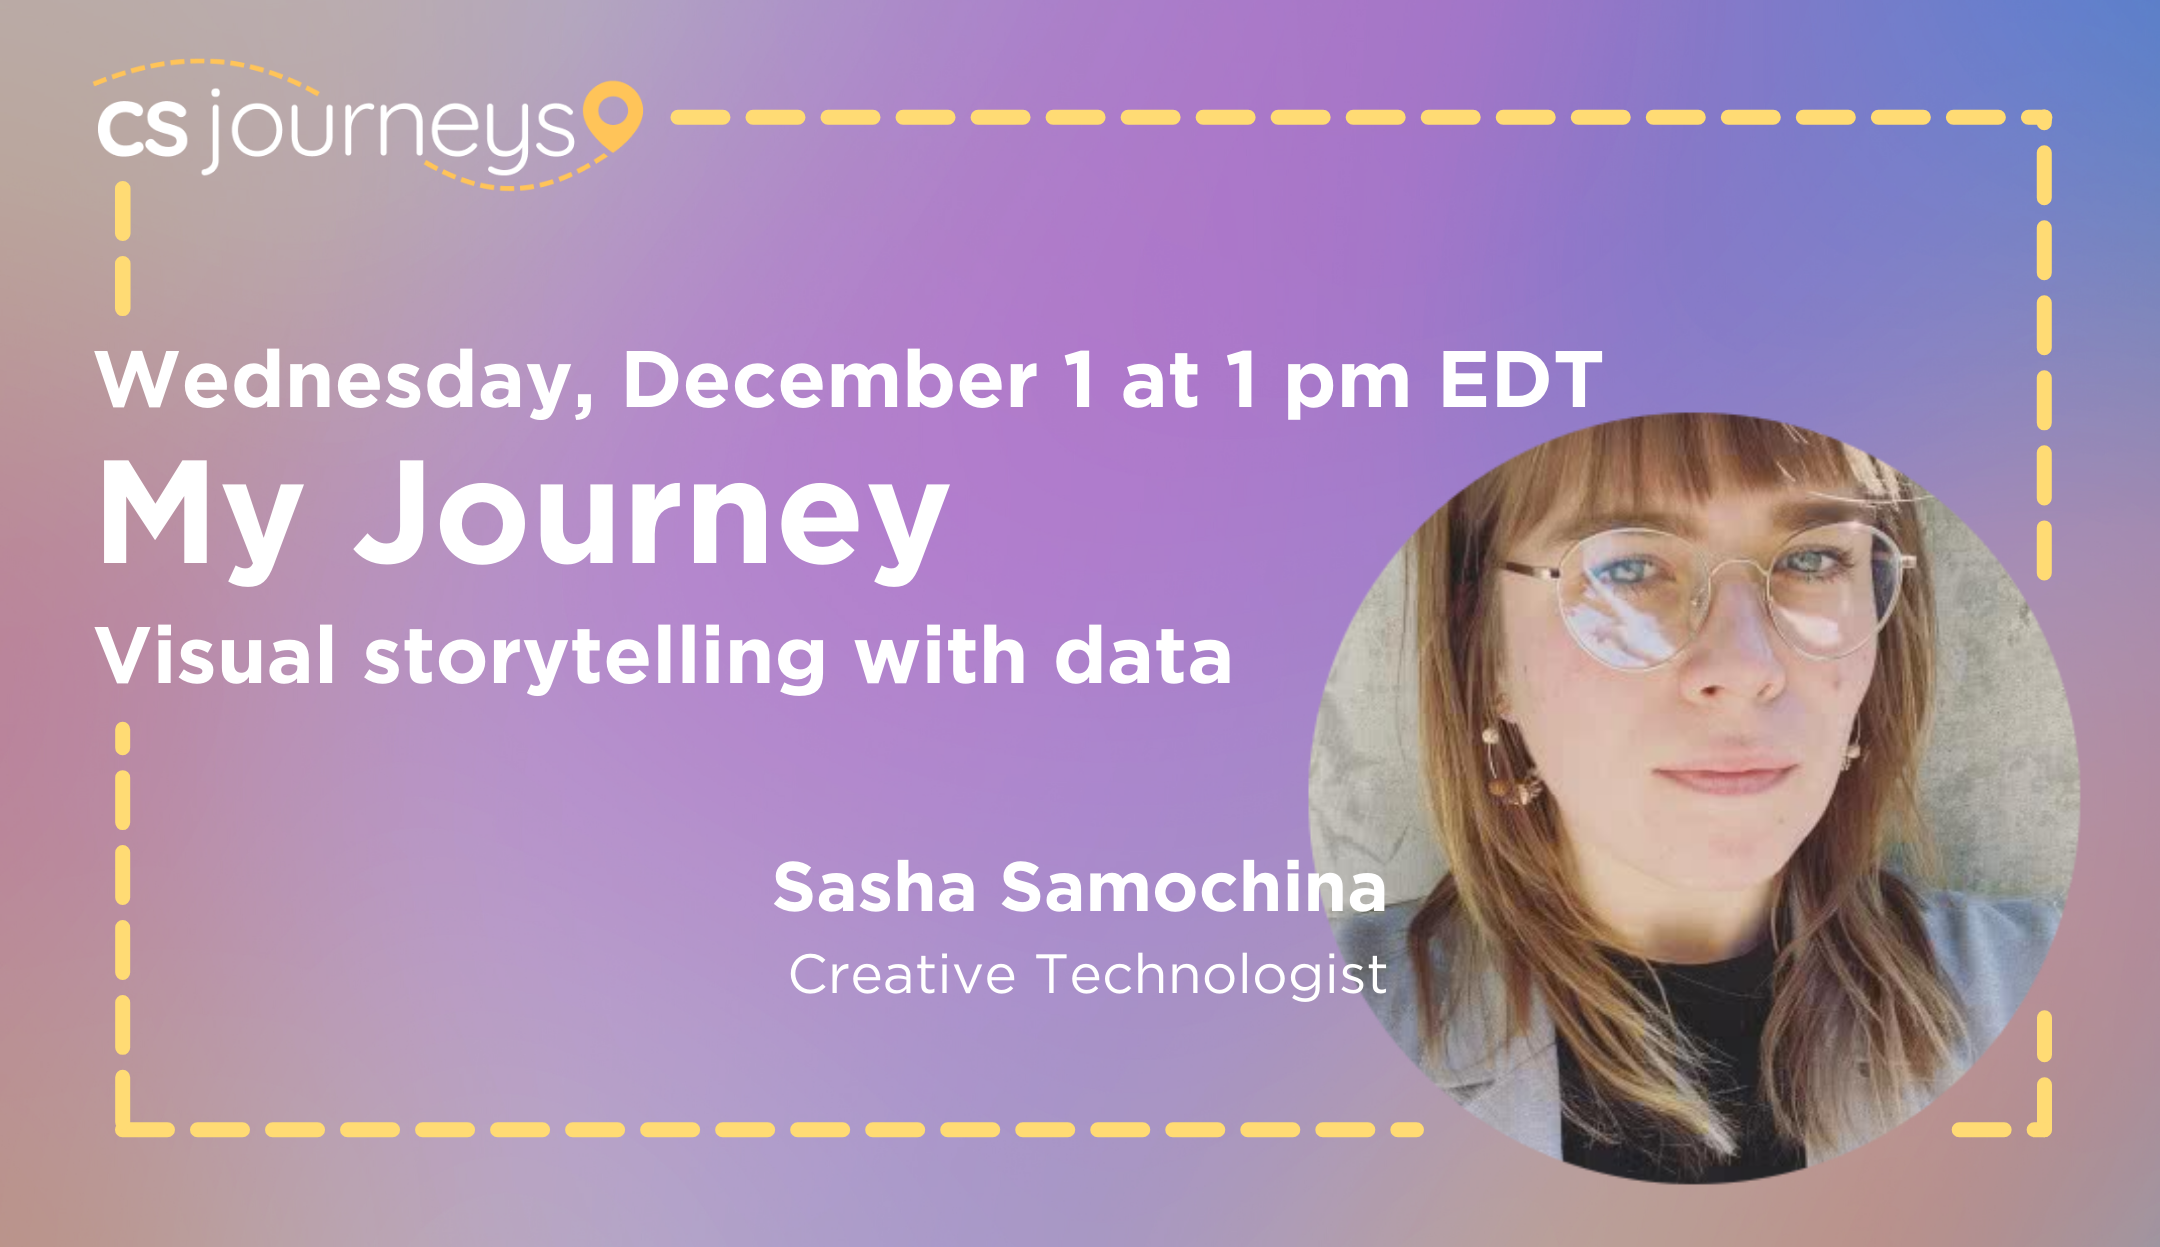 cs journeys
Wednesday, December 1 at 1 pm EDT
My Journey
Visual storytelling with data
Sasha Samochina
Creative Technologist